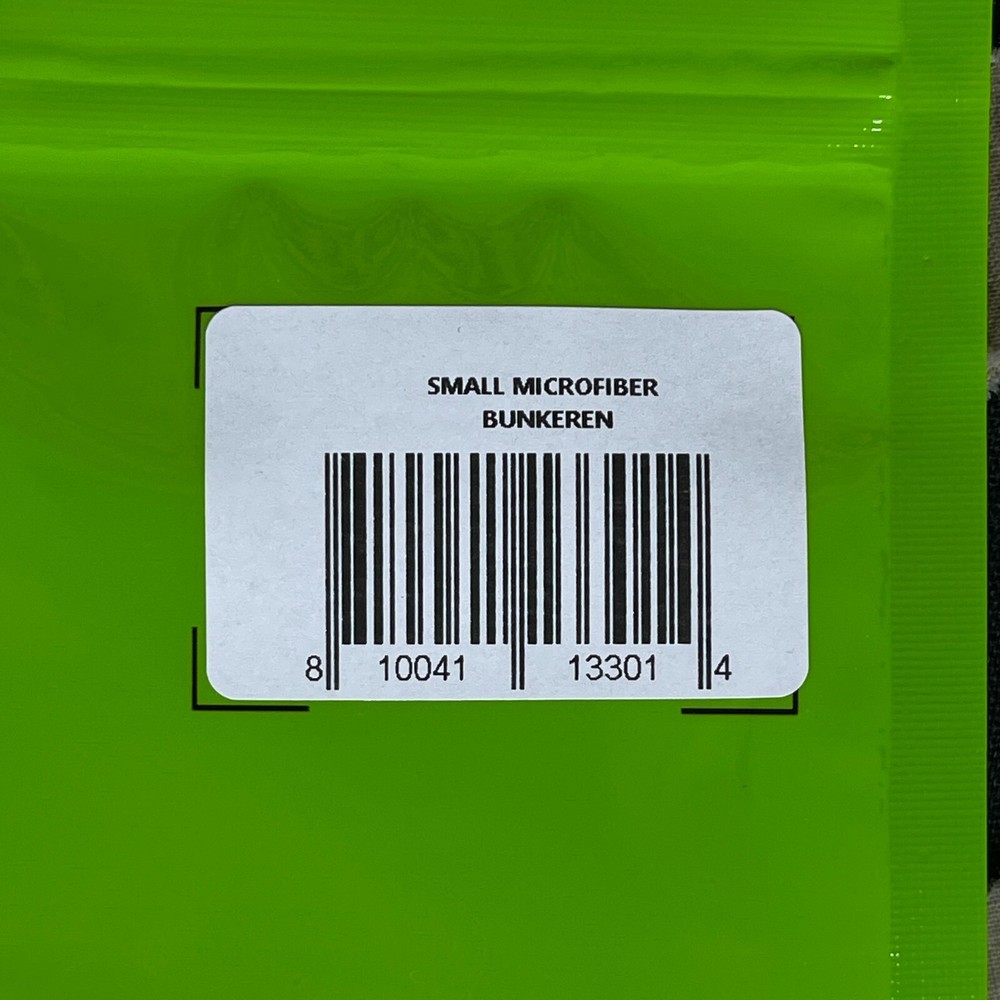 SMALL MICROFIBER
BUNKEREN
8 10041 13301 4